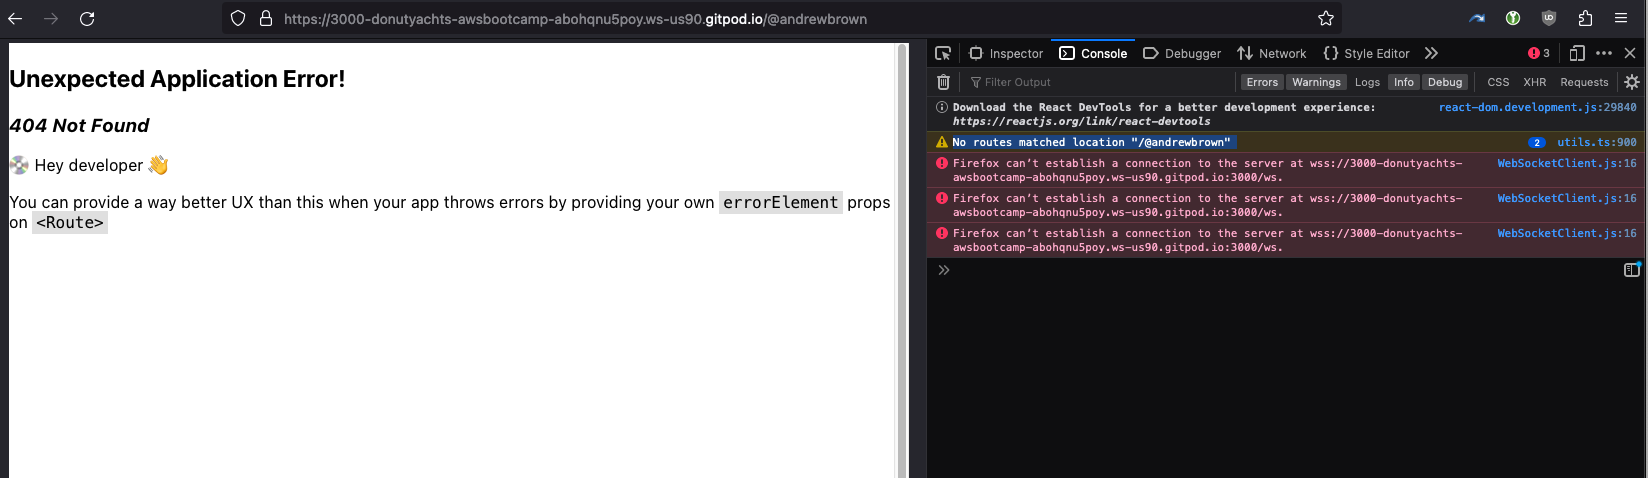 https://3000-donutyachts-awsbootcamp-abohqnu5poy.ws-us90.gitpod.io/@andrewbrown
Unexpected Application Error!
404 Not Found
💿 Hey developer 👋
You can provide a way better UX than this when your app throws errors by providing your own errorElement props
on <Route>
Inspector Console Debugger Network Style Editor 3
Filter Output Errors Warnings Logs Info Debug CSS XHR Requests
Download the React DevTools for a better development experience: react-dom.development.js:29840
https://reactjs.org/link/react-devtools
No routes matched location "/@andrewbrown" 2 utils.ts:900
Firefox can’t establish a connection to the server at wss://3000-donutyachts- WebSocketClient.js:16
awsbootcamp-abohqnu5poy.ws-us90.gitpod.io:3000/ws.
Firefox can’t establish a connection to the server at wss://3000-donutyachts- WebSocketClient.js:16
awsbootcamp-abohqnu5poy.ws-us90.gitpod.io:3000/ws.
Firefox can’t establish a connection to the server at wss://3000-donutyachts- WebSocketClient.js:16
awsbootcamp-abohqnu5poy.ws-us90.gitpod.io:3000/ws.